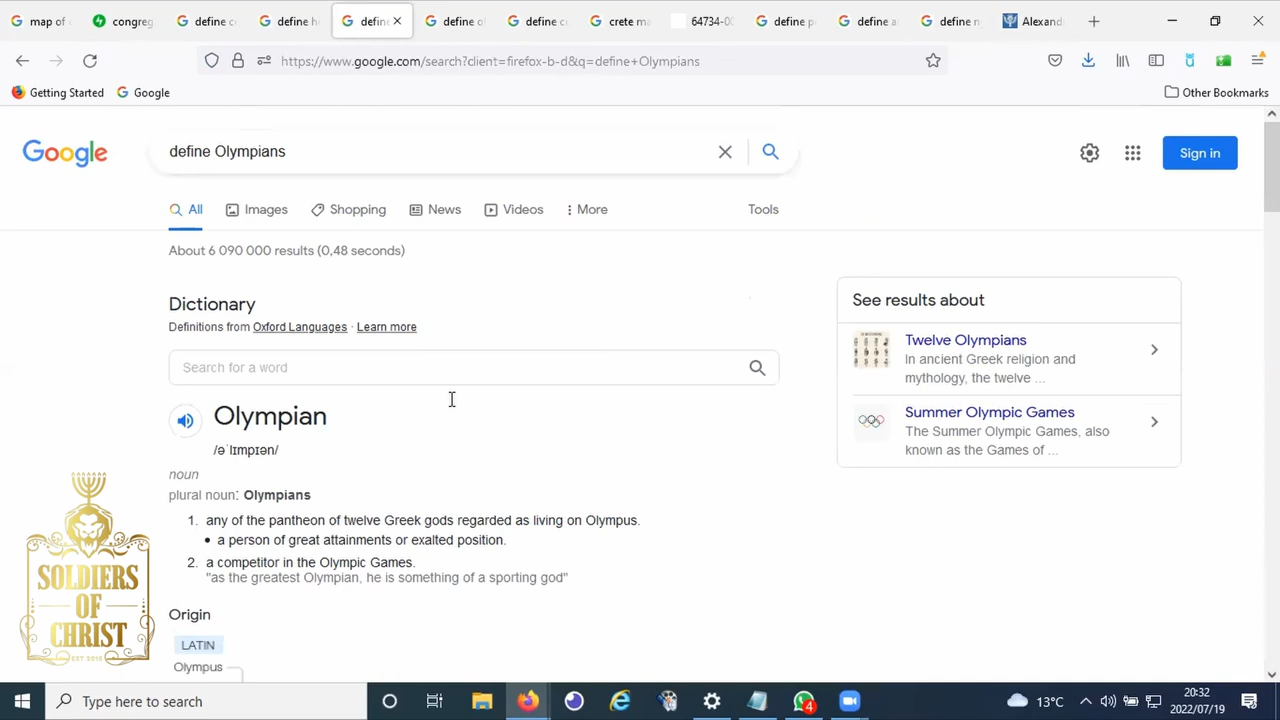 map of
congreg
define c
define h
define
define o
define c
crete ma
64734-0
define p
define a
define n
Alexand
https://www.google.com/search?client=firefox-b-d&q=define+Olympians
Getting Started
Google
Other Bookmarks
Google
define Olympians
Sign in
All
Images
Shopping
News
Videos
More
Tools
About 6 090 000 results (0,48 seconds)
Dictionary
Definitions from Oxford Languages · Learn more
Search for a word
Olympian
/əˈlɪmpɪən/
noun
plural noun: Olympians
1. any of the pantheon of twelve Greek gods regarded as living on Olympus.
• a person of great attainments or exalted position.
2. a competitor in the Olympic Games.
"as the greatest Olympian, he is something of a sporting god"
Origin
LATIN
Olympus
See results about
Twelve Olympians
In ancient Greek religion and
mythology, the twelve ...
Summer Olympic Games
The Summer Olympic Games, also
known as the Games of ...
SOLDIERS
OF
CHRIST
EST 2015
Type here to search
4
13°C
20:32
2022/07/19